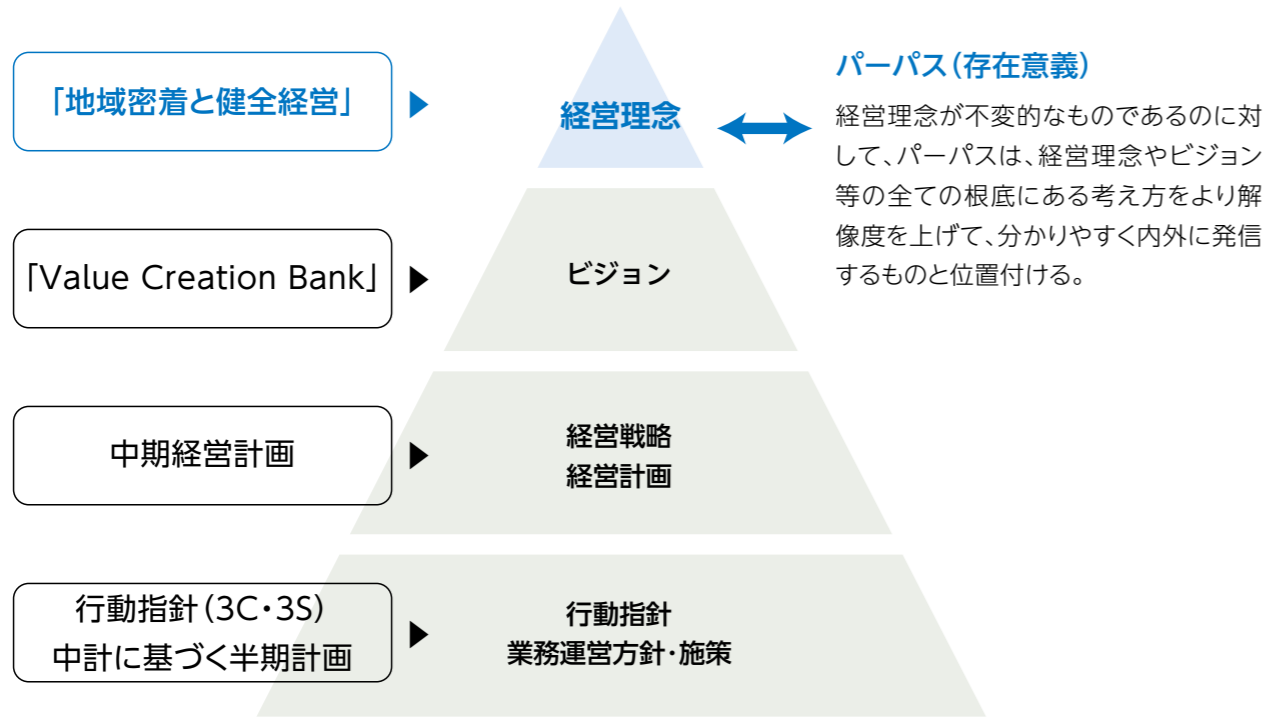 「地域密着と健全経営」
経営理念
パーパス(存在意義)
経営理念が不変的なものであるのに対
して、パーパスは、経営理念やビジョン
等の全ての根底にある考え方をより解
像度を上げて、分かりやすく内外に発信
するものと位置付ける。
「Value Creation Bank」
ビジョン
中期経営計画
経営戦略
経営計画
行動指針(3C・3S)
中計に基づく半期計画
行動指針
業務運営方針・施策